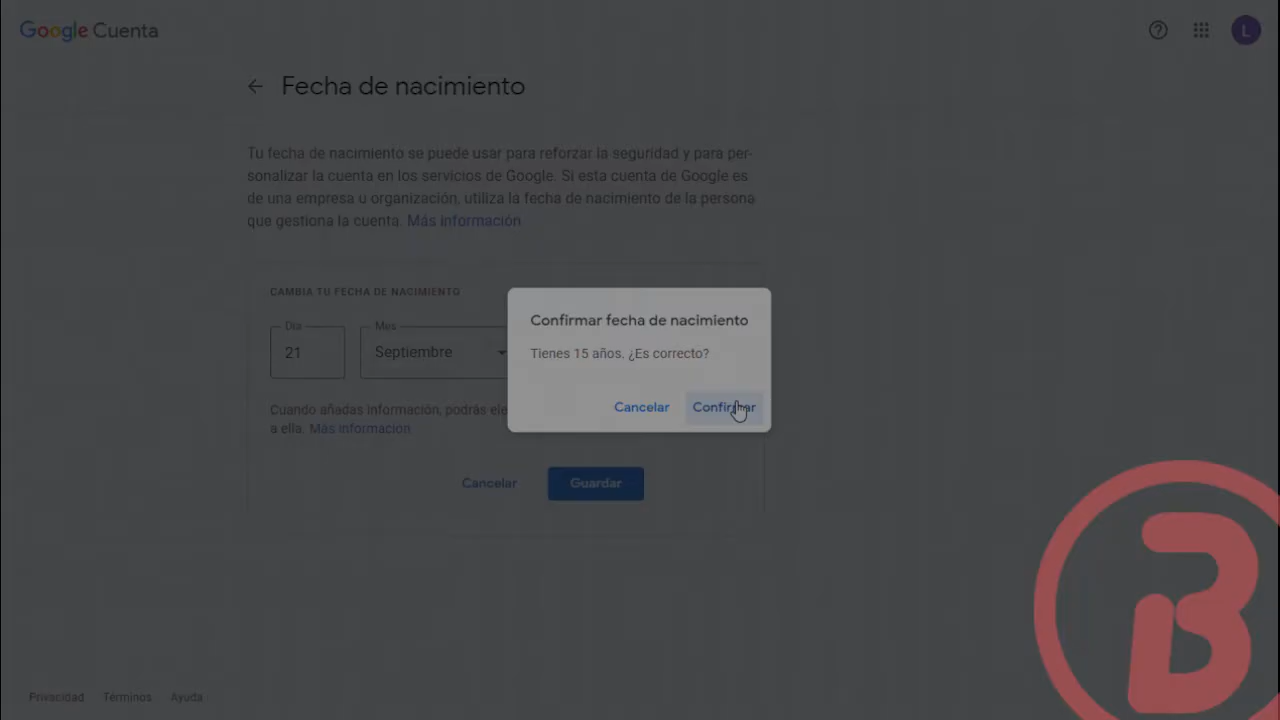 Google Cuenta
L
Fecha de nacimiento
Tu fecha de nacimiento se puede usar para reforzar la seguridad y para per-
sonalizar la cuenta en los servicios de Google. Si esta cuenta de Google es
de una empresa u organización, utiliza la fecha de nacimiento de la persona
que gestiona la cuenta. Más información
CAMBIA TU FECHA DE NACIMIENTO
Día
Mes
21
Septiembre
Cuando añadas información, podrás
a ella. Más información
Cancelar
Guardar
Confirmar fecha de nacimiento
Tienes 15 años. ¿Es correcto?
Cancelar
Confirmar
B
Privacidad
Términos
Ayuda